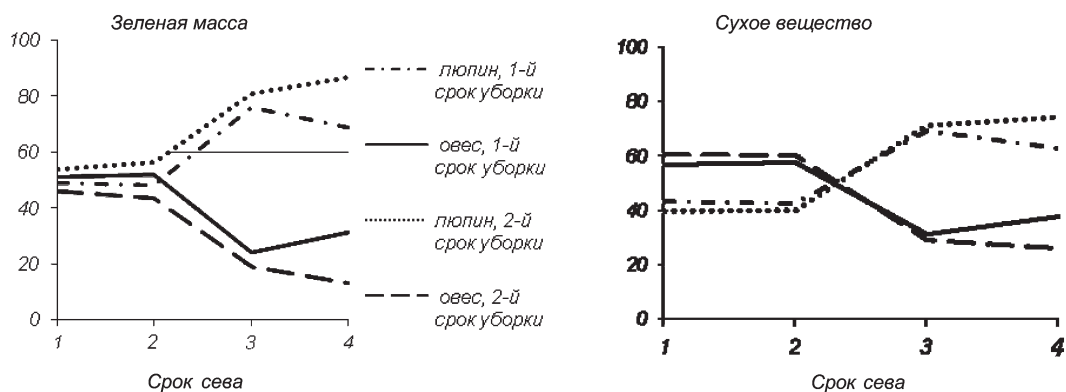 Зеленая масса
100
80
60
40
20
0
1 2 3 4
Срок сева
люпин, 1-й
срок уборки
овес, 1-й
срок уборки
люпин, 2-й
срок уборки
овес, 2-й
срок уборки
Сухое вещество
100
80
60
40
20
0
1 2 3 4
Срок сева